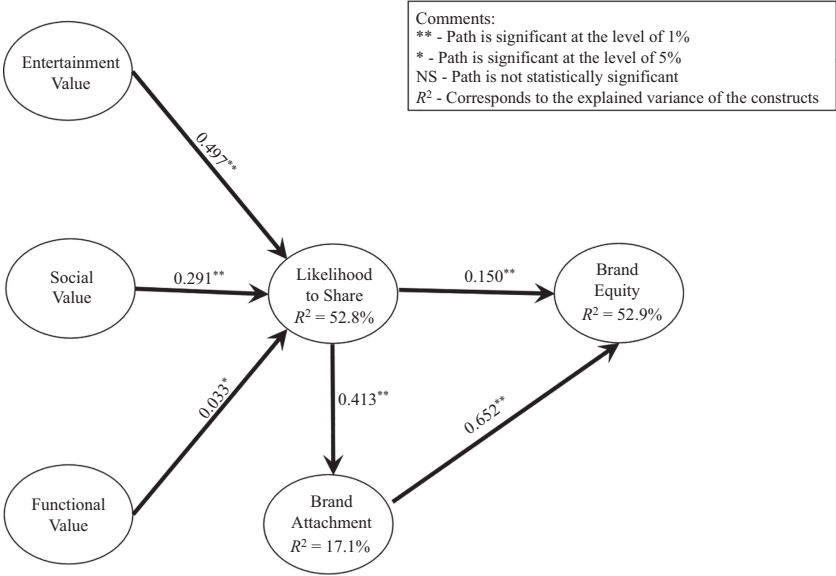 Comments:
** - Path is significant at the level of 1%
* - Path is significant at the level of 5%
NS - Path is not statistically significant
R² - Corresponds to the explained variance of the constructs
Entertainment
Value
0.497**
Social
Value
0.291**
Likelihood
to Share
R² = 52.8%
0.150**
Brand
Equity
R² = 52.9%
0.033*
0.413**
0.652**
Functional
Value
Brand
Attachment
R² = 17.1%